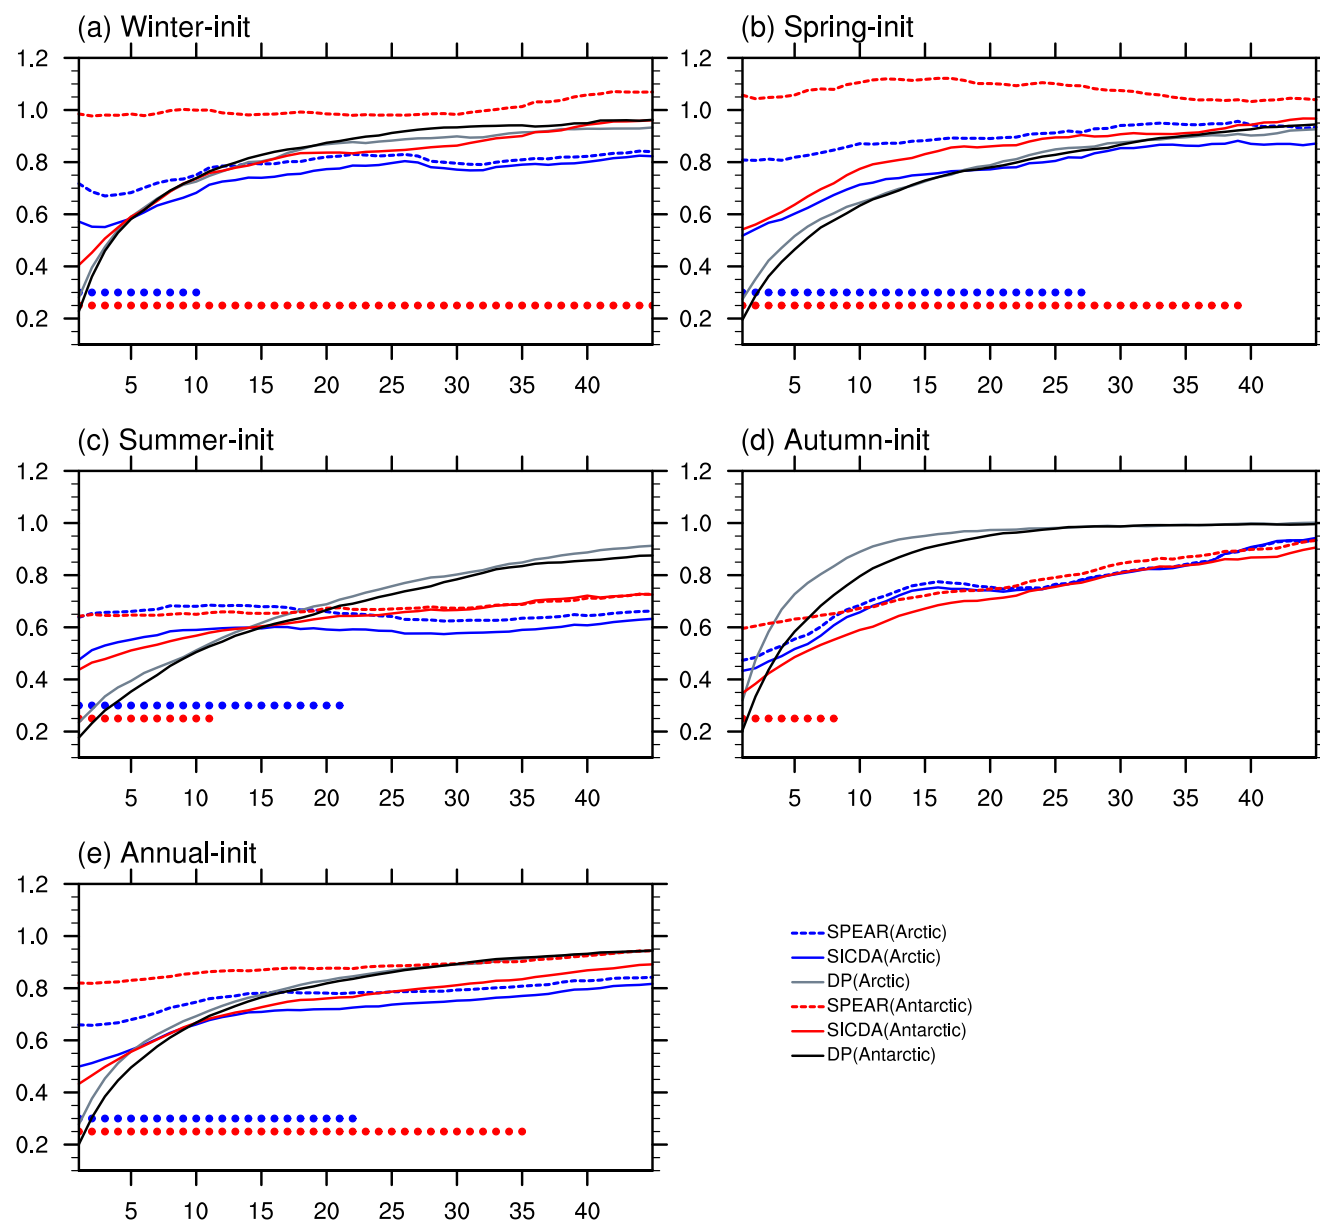 (a) Winter-init
1.2
1.0
0.8
0.6
0.4
0.2
5 10 15 20 25 30 35 40
(b) Spring-init
1.2
1.0
0.8
0.6
0.4
0.2
5 10 15 20 25 30 35 40
(c) Summer-init
1.2
1.0
0.8
0.6
0.4
0.2
5 10 15 20 25 30 35 40
(d) Autumn-init
1.2
1.0
0.8
0.6
0.4
0.2
5 10 15 20 25 30 35 40
(e) Annual-init
1.2
1.0
0.8
0.6
0.4
0.2
5 10 15 20 25 30 35 40
SPEAR(Arctic)
SICDA(Arctic)
DP(Arctic)
SPEAR(Antarctic)
SICDA(Antarctic)
DP(Antarctic)